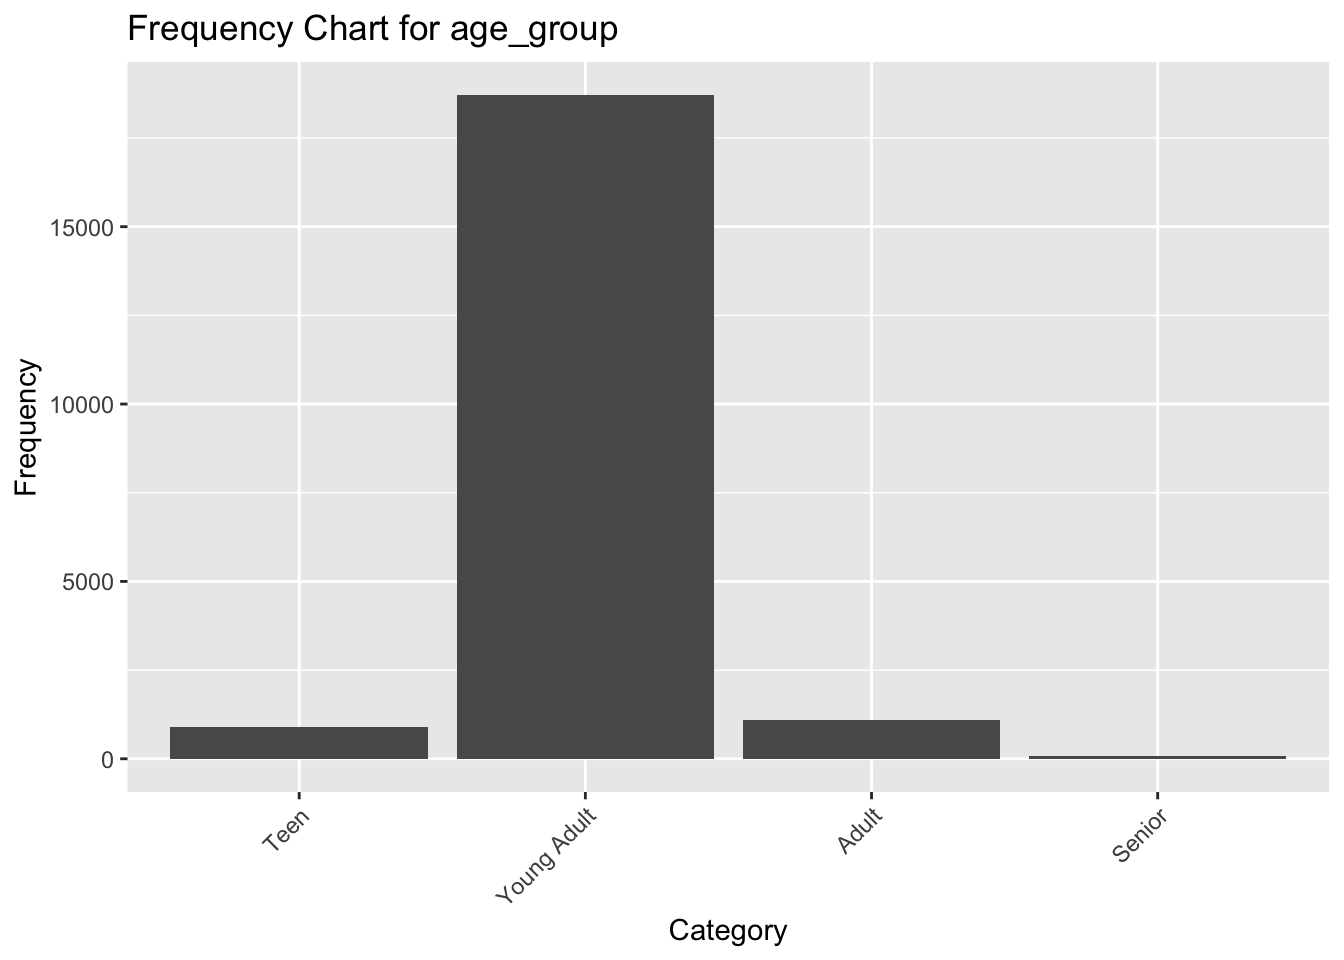 Frequency Chart for age_group
Frequency
15000
10000
5000
0
Teen
Young Adult
Adult
Senior
Category